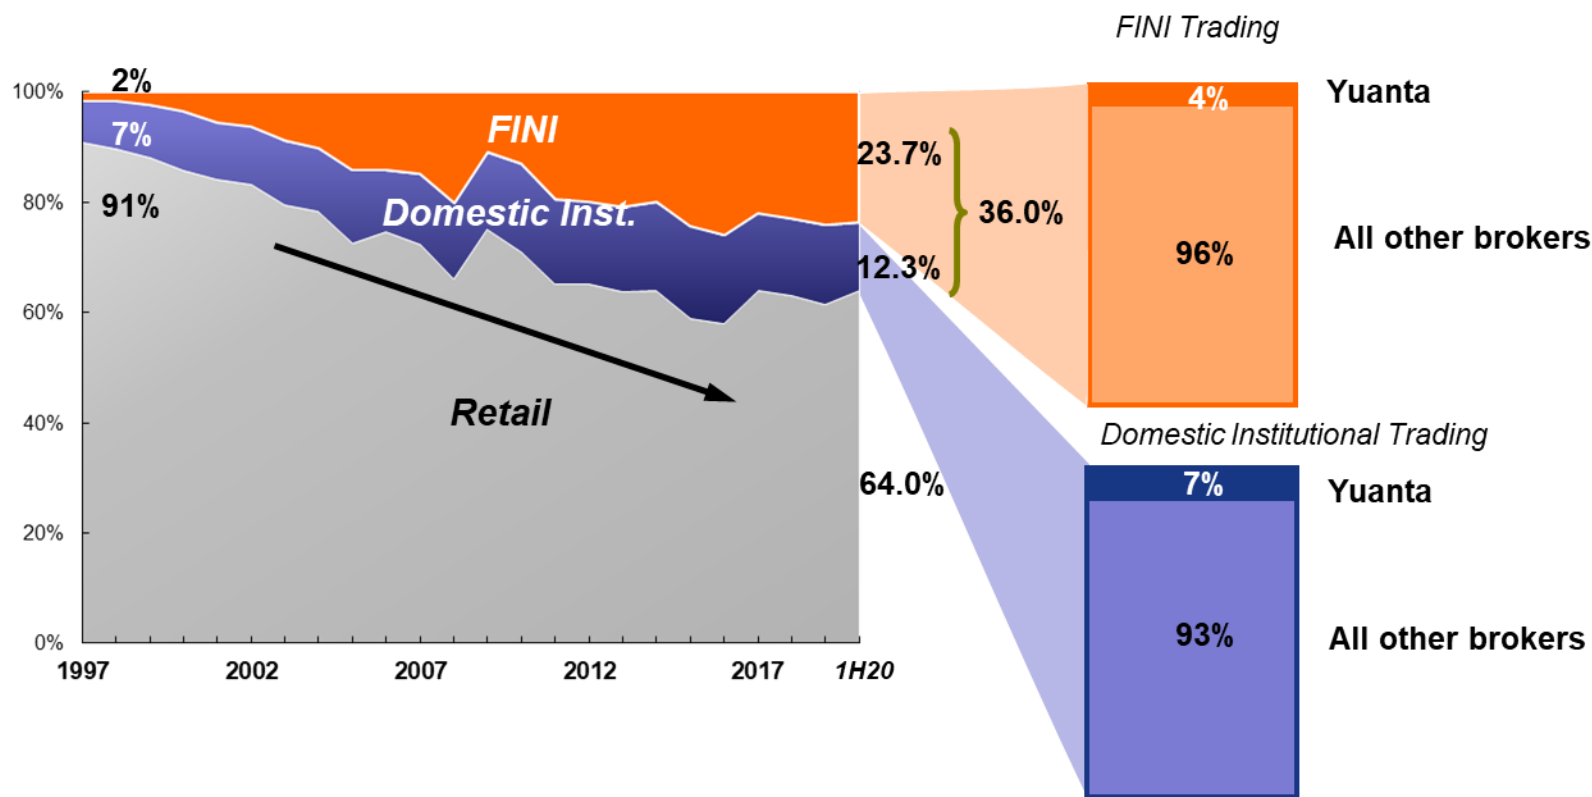 FINI Trading
100%
80%
60%
40%
20%
0%
2%
7%
91%
FINI
Domestic Inst.
Retail
1997
2002
2007
2012
2017
1H20
23.7%
12.3%
36.0%
64.0%
4%
Yuanta
96%
All other brokers
Domestic Institutional Trading
7%
Yuanta
93%
All other brokers